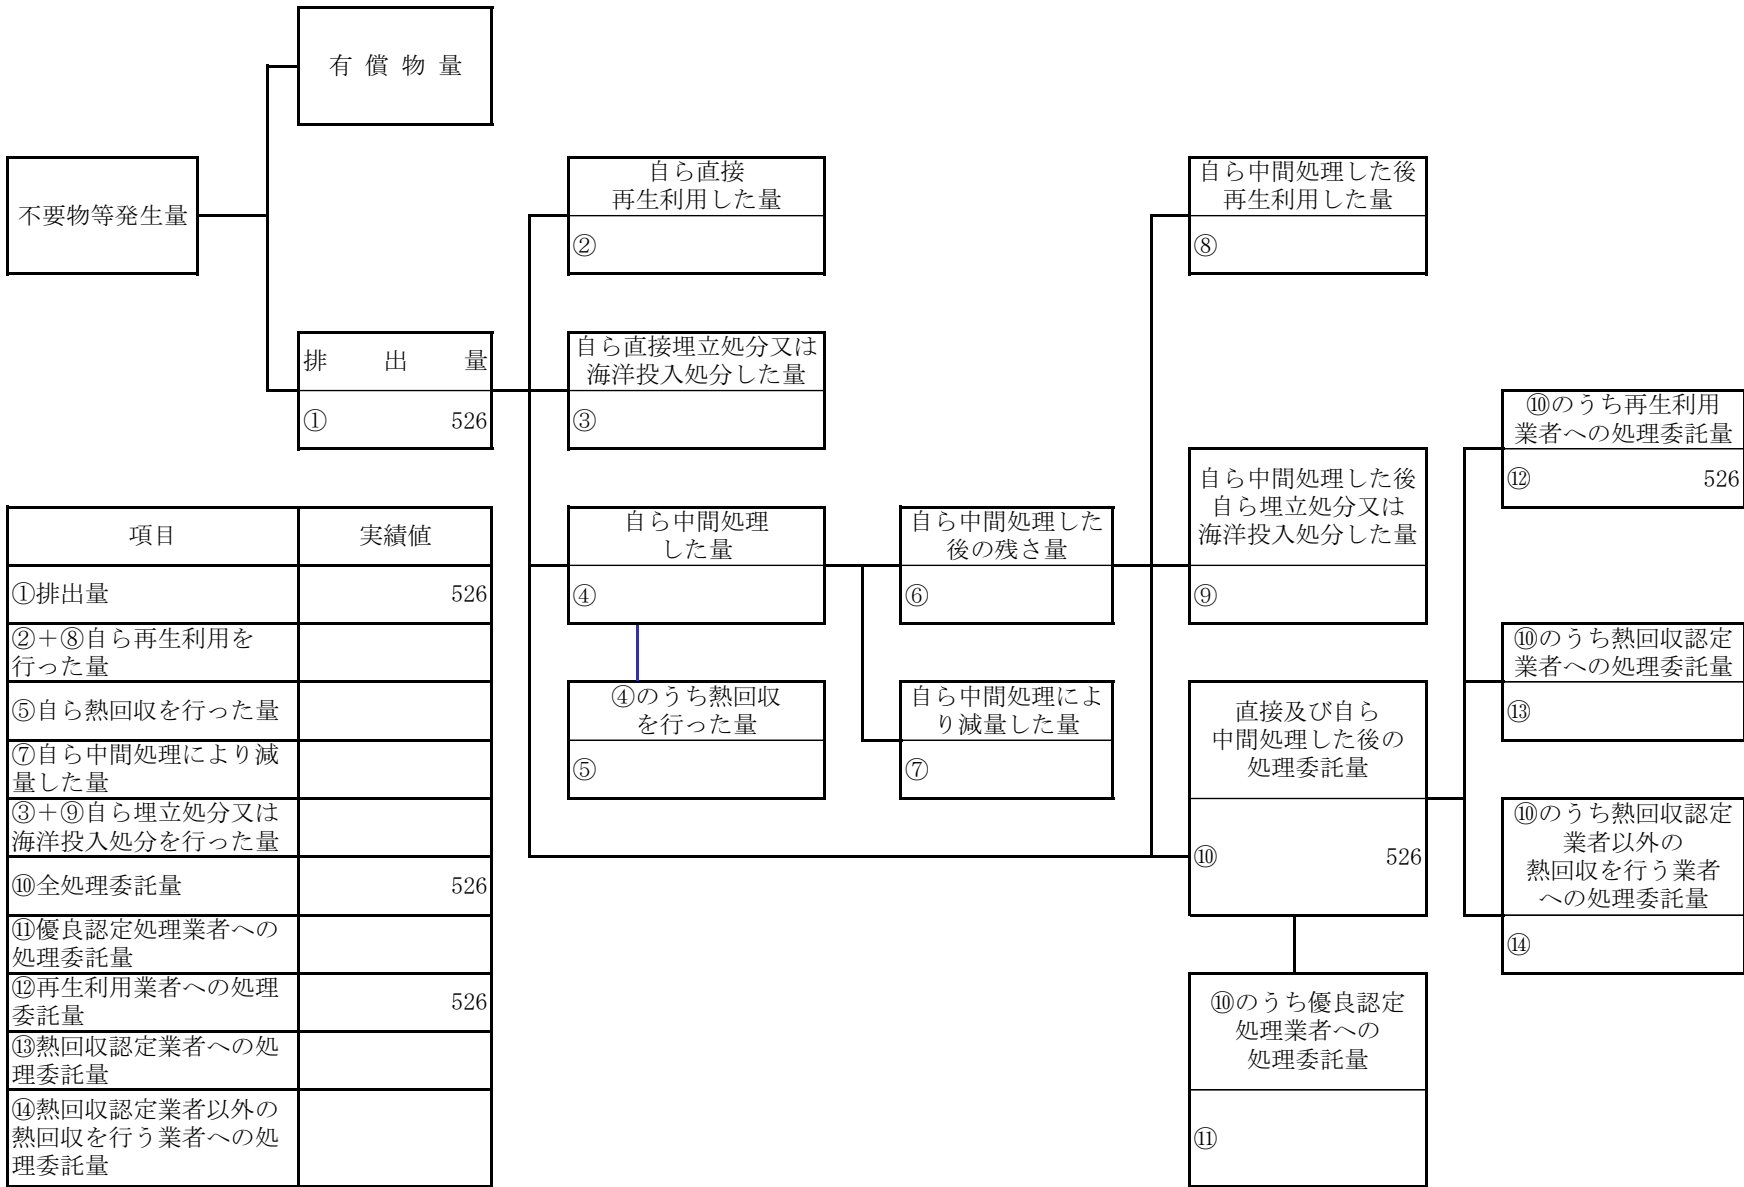 有償物量
不要物等発生量
自ら直接
再生利用した量
②
自ら中間処理した後
再生利用した量
⑧
排出量
① 526
自ら直接埋立処分又は
海洋投入処分した量
③
⑩のうち再生利用
業者への処理委託量
⑫ 526
自ら中間処理した後
自ら埋立処分又は
海洋投入処分した量
⑨
自ら中間処理
した量
④
自ら中間処理した
後の残さ量
⑥
④のうち熱回収
を行った量
⑤
自ら中間処理によ
り減量した量
⑦
⑩のうち熱回収認定
業者への処理委託量
⑬
直接及び自ら
中間処理した後の
処理委託量
⑩ 526
⑩のうち熱回収認定
業者以外の
熱回収を行う業者
への処理委託量
⑭
⑩のうち優良認定
処理業者への
処理委託量
⑪
項目 実績値
①排出量 526
②＋⑧自ら再生利用を
行った量
⑤自ら熱回収を行った量
⑦自ら中間処理により減
量した量
③＋⑨自ら埋立処分又は
海洋投入処分を行った量
⑩全処理委託量 526
⑪優良認定処理業者への
処理委託量
⑫再生利用業者への処理
委託量 526
⑬熱回収認定業者への処
理委託量
⑭熱回収認定業者以外の
熱回収を行う業者への処
理委託量